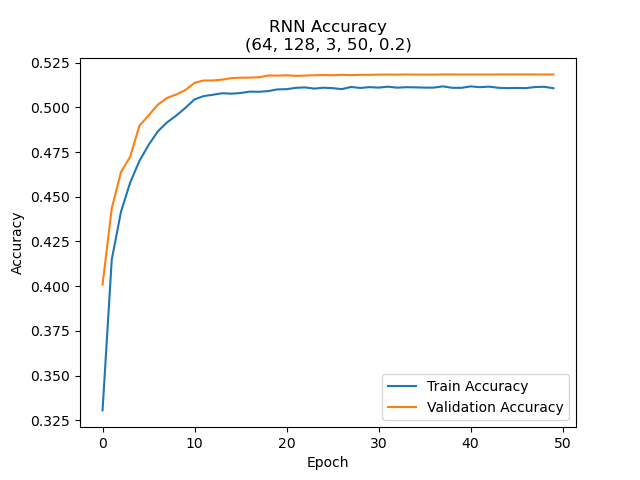 RNN Accuracy
(64, 128, 3, 50, 0.2)
0.525
0.500
0.475
0.450
0.425
0.400
0.375
0.350
0.325
Accuracy
0 10 20 30 40 50
Epoch
Train Accuracy
Validation Accuracy